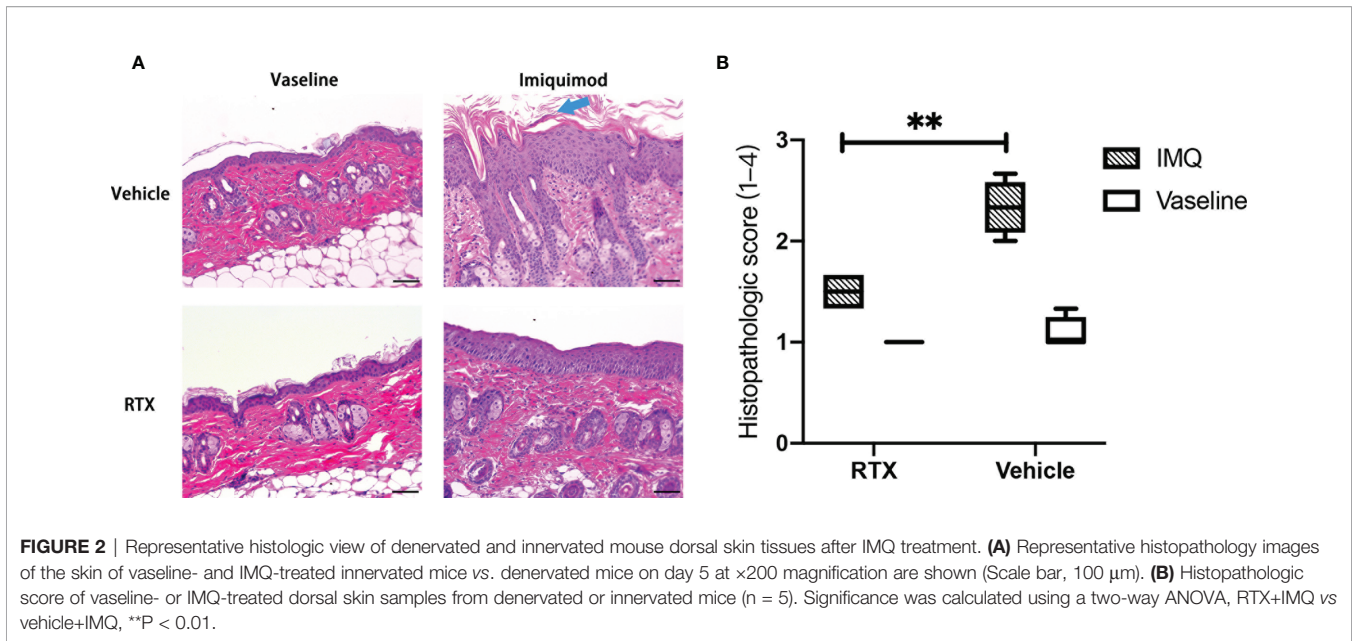 A
Vaseline
Imiquimod
Vehicle
RTX
B
**
3
2
1
0
Histopathologic score (1–4)
RTX
Vehicle
IMQ
Vaseline
FIGURE 2 | Representative histologic view of denervated and innervated mouse dorsal skin tissues after IMQ treatment. (A) Representative histopathology images
of the skin of vaseline- and IMQ-treated innervated mice vs. denervated mice on day 5 at ×200 magnification are shown (Scale bar, 100 μm). (B) Histopathologic
score of vaseline- or IMQ-treated dorsal skin samples from denervated or innervated mice (n = 5). Significance was calculated using a two-way ANOVA, RTX+IMQ vs
vehicle+IMQ, **P < 0.01.